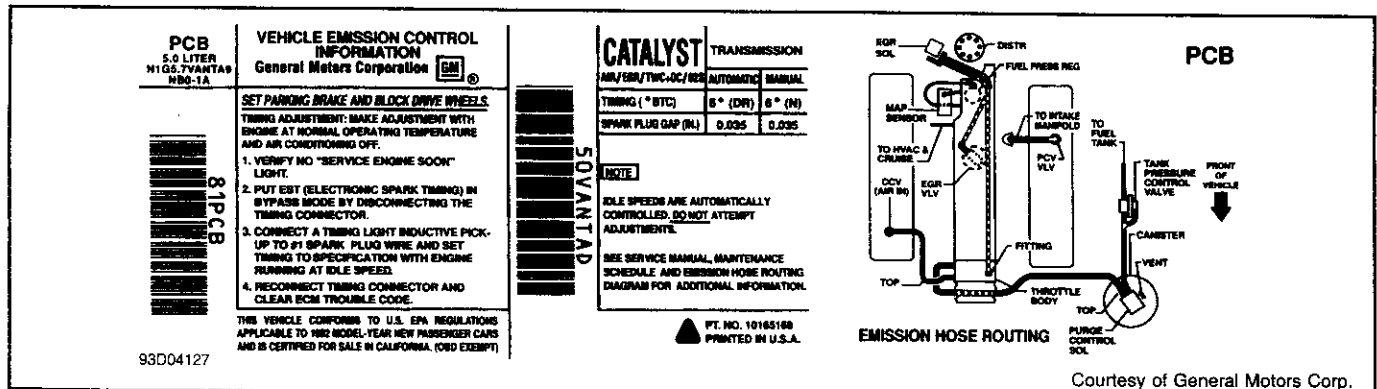 PCB
5.0 LITER
N1G5.7VANTA9
NB0-1A
81PCB
VEHICLE EMISSION CONTROL
INFORMATION
General Motors Corporation GM ®
SET PARKING BRAKE AND BLOCK DRIVE WHEELS.
TIMING ADJUSTMENT: MAKE ADJUSTMENT WITH
ENGINE AT NORMAL OPERATING TEMPERATURE
AND AIR CONDITIONING OFF.
1. VERIFY NO "SERVICE ENGINE SOON"
LIGHT.
2. PUT EST (ELECTRONIC SPARK TIMING) IN
BYPASS MODE BY DISCONNECTING THE
TIMING CONNECTOR.
3. CONNECT A TIMING LIGHT INDUCTIVE PICK-
UP TO #1 SPARK PLUG WIRE AND SET
TIMING TO SPECIFICATION WITH ENGINE
RUNNING AT IDLE SPEED.
4. RECONNECT TIMING CONNECTOR AND
CLEAR ECM TROUBLE CODE.
THIS VEHICLE CONFORMS TO U.S. EPA REGULATIONS
APPLICABLE TO 1992 MODEL-YEAR NEW PASSENGER CARS
AND IS CERTIFIED FOR SALE IN CALIFORNIA. (OBD EXEMPT)
93D04127
50VANTAD
CATALYST TRANSMISSION
AIR/EGR/TWC+OC/O2S AUTOMATIC MANUAL
TIMING (°BTC) 6° (DR) 6° (N)
SPARK PLUG GAP (IN.) 0.035 0.035
NOTE
IDLE SPEEDS ARE AUTOMATICALLY
CONTROLLED. DO NOT ATTEMPT
ADJUSTMENTS.
SEE SERVICE MANUAL, MAINTENANCE
SCHEDULE AND EMISSION HOSE ROUTING
DIAGRAM FOR ADDITIONAL INFORMATION.
PT. NO. 10165168
PRINTED IN U.S.A.
EGR
SOL
DISTR
PCB
FUEL PRESS REG
MAP
SENSOR
TO HVAC &
CRUISE
EGR
VLV
TO INTAKE
MANIFOLD
PCV
VLV
TO
FUEL
TANK
TANK
PRESSURE
CONTROL
VALVE
FRONT
OF
VEHICLE
CCV
(AIR IN)
FITTING
CANISTER
VENT
TOP
THROTTLE
BODY
TOP
PURGE
CONTROL
SOL
EMISSION HOSE ROUTING
Courtesy of General Motors Corp.